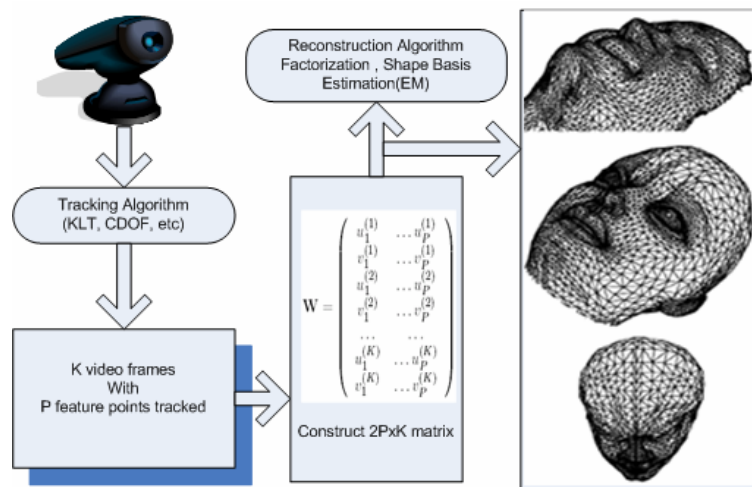 Reconstruction Algorithm
Factorization , Shape Basis
Estimation(EM)
Tracking Algorithm
(KLT, CDOF, etc)
K video frames
With
P feature points tracked
W =
u_1^{(1)} ... u_P^{(1)}
v_1^{(1)} ... v_P^{(1)}
u_1^{(2)} ... u_P^{(2)}
v_1^{(2)} ... v_P^{(2)}
... ...
u_1^{(K)} ... u_P^{(K)}
v_1^{(K)} ... v_P^{(K)}
Construct 2PxK matrix